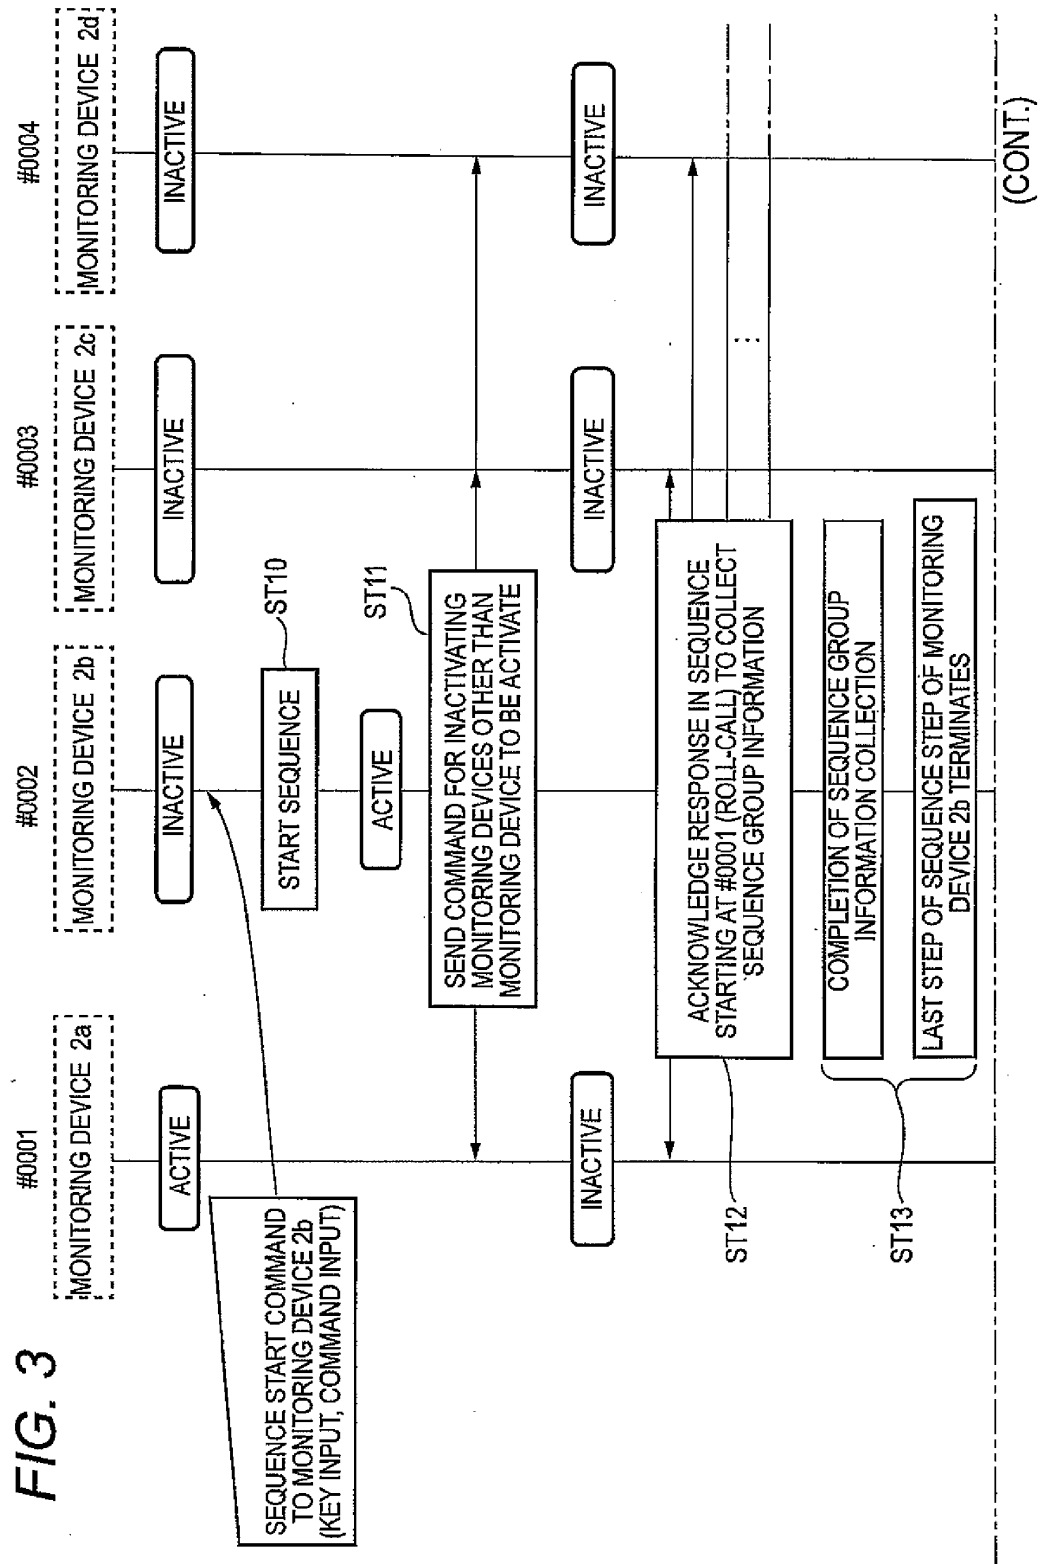 FIG. 3
#0001
#0002
#0003
#0004
MONITORING DEVICE 2a
MONITORING DEVICE 2b
MONITORING DEVICE 2c
MONITORING DEVICE 2d
ACTIVE
INACTIVE
INACTIVE
INACTIVE
SEQUENCE START COMMAND
TO MONITORING DEVICE 2b
(KEY INPUT, COMMAND INPUT)
START SEQUENCE
ST10
ACTIVE
ST11
SEND COMMAND FOR INACTIVATING
MONITORING DEVICES OTHER THAN
MONITORING DEVICE TO BE ACTIVATE
INACTIVE
INACTIVE
INACTIVE
ACKNOWLEDGE RESPONSE IN SEQUENCE
STARTING AT #0001 (ROLL-CALL) TO COLLECT
SEQUENCE GROUP INFORMATION
ST12
...
COMPLETION OF SEQUENCE GROUP
INFORMATION COLLECTION
ST13
LAST STEP OF SEQUENCE STEP OF MONITORING
DEVICE 2b TERMINATES
(CONT.)